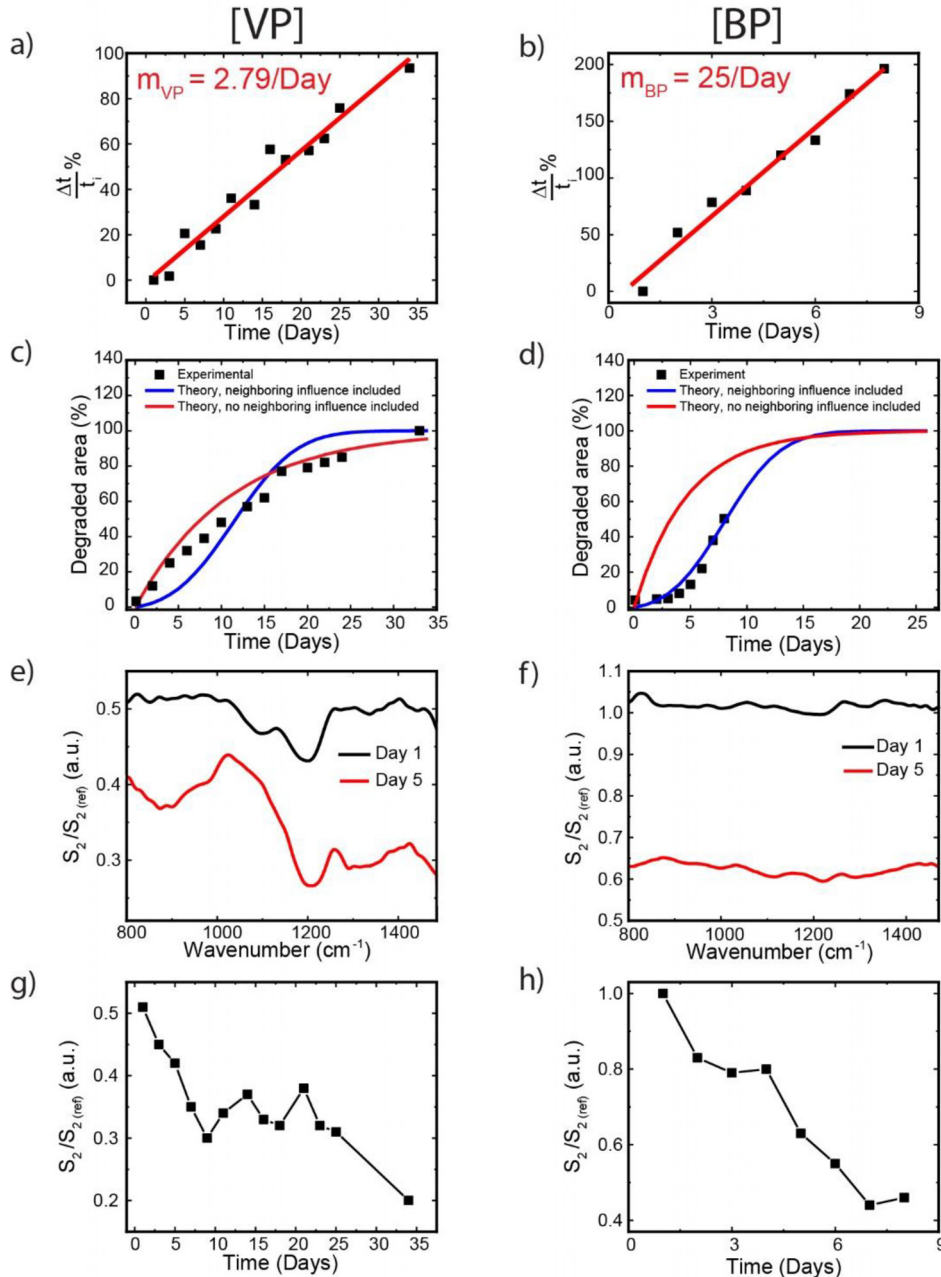 [VP]
[BP]
a)
m_VP = 2.79/Day
Δt/t_i %
100
80
60
40
20
0
0 5 10 15 20 25 30 35
Time (Days)
b)
m_BP = 25/Day
Δt/t_i %
200
150
100
50
0
0 3 6 9
Time (Days)
c)
Experimental
Theory, neighboring influence included
Theory, no neighboring influence included
Degraded area (%)
140
120
100
80
60
40
20
0
0 5 10 15 20 25 30 35
Time (Days)
d)
Experiment
Theory, neighboring influence included
Theory, no neighboring influence included
Degraded area (%)
140
120
100
80
60
40
20
0
0 5 10 15 20 25
Time (Days)
e)
Day 1
Day 5
S2/S2 (ref) (a.u.)
0.5
0.4
0.3
800 1000 1200 1400
Wavenumber (cm-1)
f)
Day 1
Day 5
S2/S2 (ref) (a.u.)
1.1
1.0
0.9
0.8
0.7
0.6
0.5
800 1000 1200 1400
Wavenumber (cm-1)
g)
S2/S2 (ref) (a.u.)
0.5
0.4
0.3
0.2
0 5 10 15 20 25 30 35
Time (Days)
h)
S2/S2 (ref) (a.u.)
1.0
0.8
0.6
0.4
0 3 6 9
Time (Days)